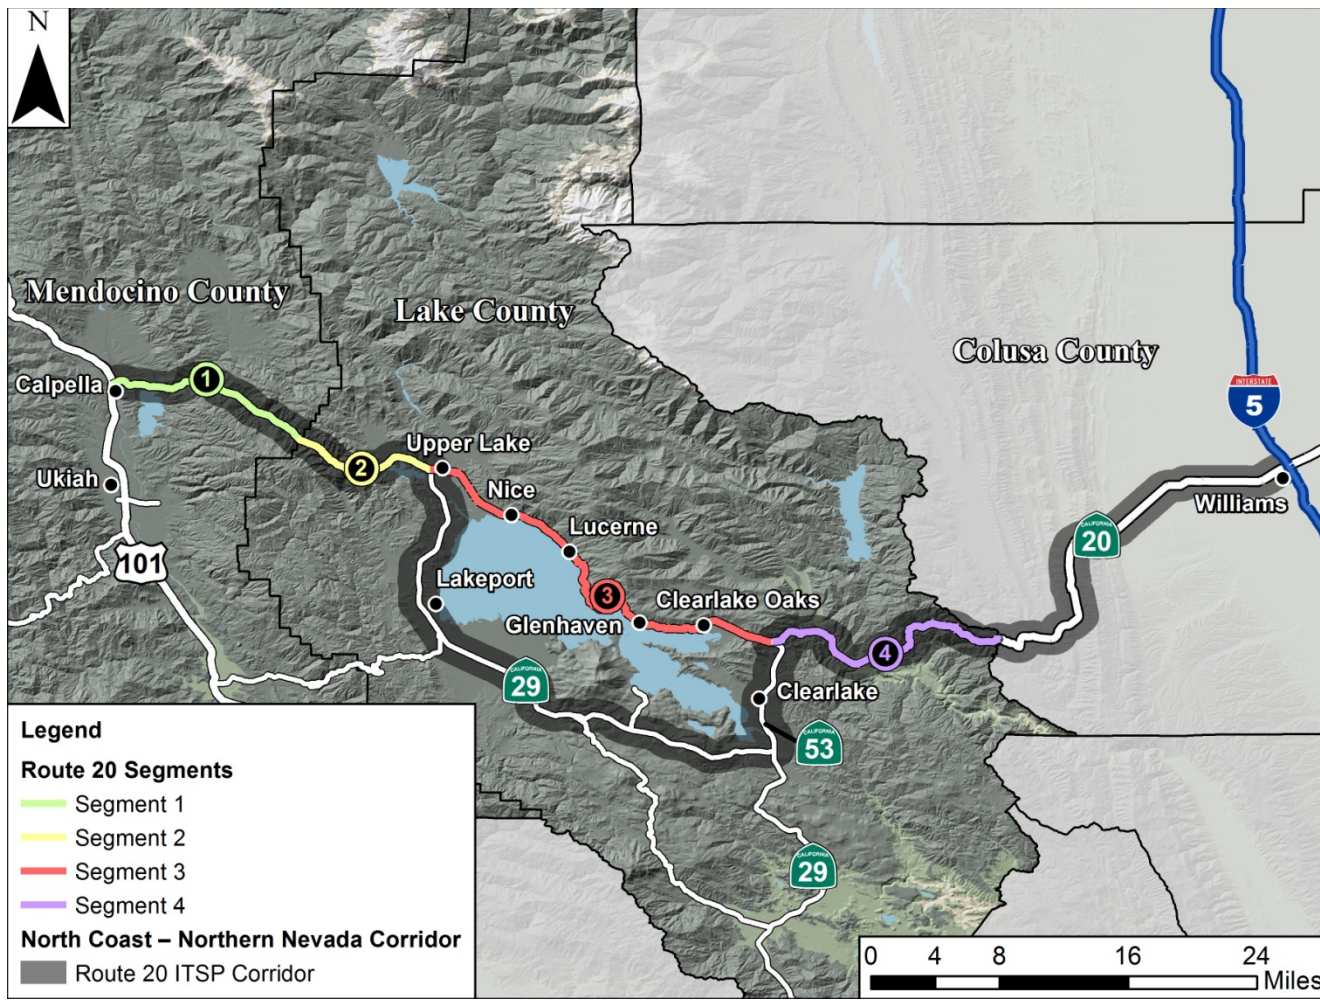 N
Mendocino County
Lake County
Colusa County
INTERSTATE
5
Calpella
1
Upper Lake
2
Ukiah
Nice
Williams
Lucerne
CALIFORNIA
20
101
Lakeport
3
Clearlake Oaks
Glenhaven
4
CALIFORNIA
29
Clearlake
CALIFORNIA
53
CALIFORNIA
29
Legend
Route 20 Segments
Segment 1
Segment 2
Segment 3
Segment 4
North Coast – Northern Nevada Corridor
Route 20 ITSP Corridor
0 4 8 16 24
Miles